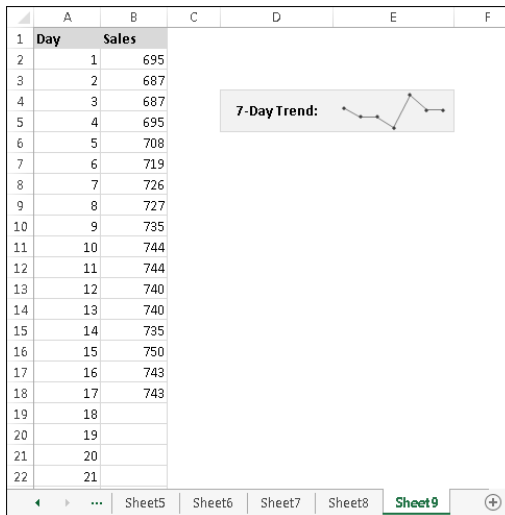 A B C D E F
1 Day Sales
2 1 695
3 2 687
4 3 687 7-Day Trend:
5 4 695
6 5 708
7 6 719
8 7 726
9 8 727
10 9 735
11 10 744
12 11 744
13 12 740
14 13 740
15 14 735
16 15 750
17 16 743
18 17 743
19 18
20 19
21 20
22 21
... Sheet5 Sheet6 Sheet7 Sheet8 Sheet9